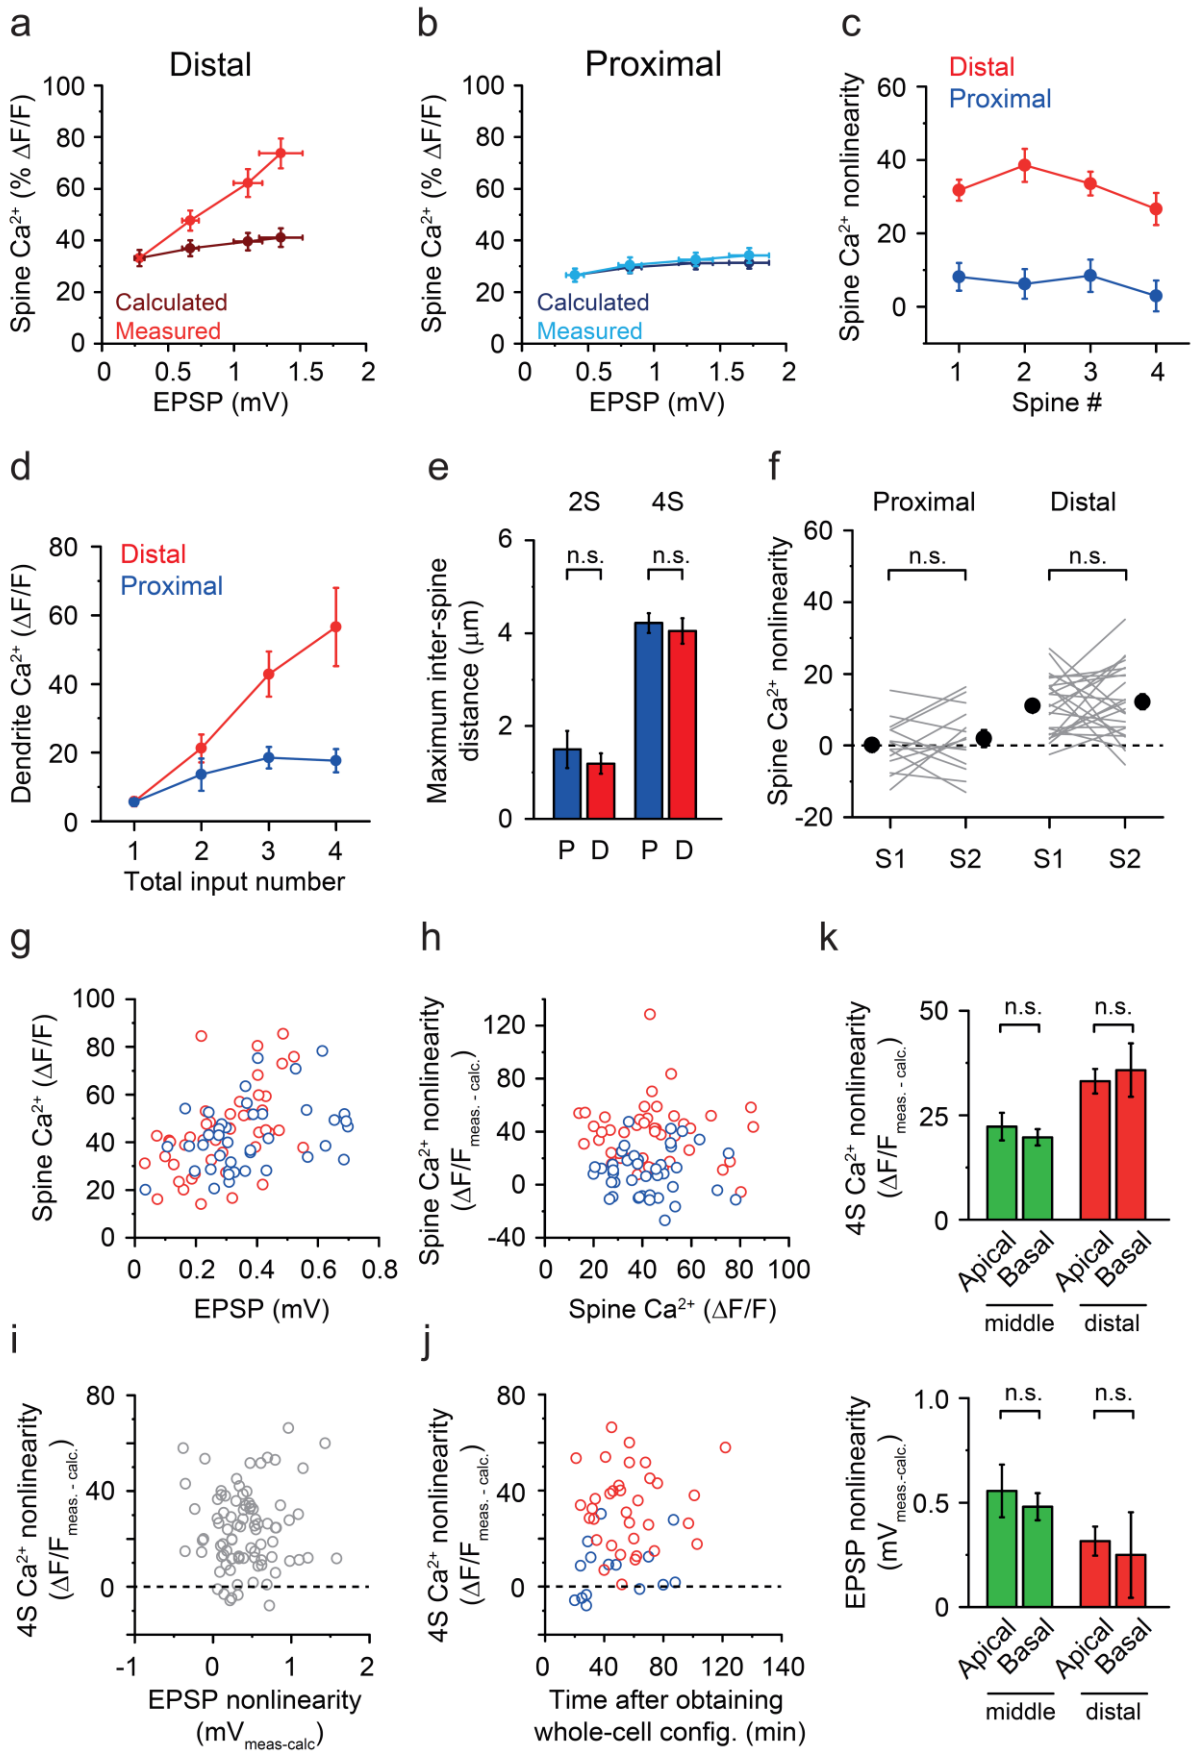 a
Distal
Spine Ca²⁺ (% ΔF/F)
100
80
60
40
20
0
Calculated
Measured
0
0.5
1
1.5
2
EPSP (mV)
b
Proximal
Spine Ca²⁺ (% ΔF/F)
100
80
60
40
20
0
Calculated
Measured
0
0.5
1
1.5
2
EPSP (mV)
c
Distal
Proximal
Spine Ca²⁺ nonlinearity
60
40
20
0
1
2
3
4
Spine #
d
Distal
Proximal
Dendrite Ca²⁺ (ΔF/F)
80
60
40
20
0
1
2
3
4
Total input number
e
2S
4S
n.s.
n.s.
Maximum inter-spine
distance (μm)
6
4
2
0
P
D
P
D
f
Proximal
Distal
n.s.
n.s.
Spine Ca²⁺ nonlinearity
60
40
20
0
-20
S1
S2
S1
S2
g
Spine Ca²⁺ (ΔF/F)
100
80
60
40
20
0
0
0.2
0.4
0.6
0.8
EPSP (mV)
h
Spine Ca²⁺ nonlinearity
(ΔF/F meas. - calc.)
120
80
40
0
-40
0
20
40
60
80
100
Spine Ca²⁺ (ΔF/F)
k
4S Ca²⁺ nonlinearity
(ΔF/F meas. - calc.)
50
25
0
n.s.
n.s.
Apical
Basal
Apical
Basal
middle
distal
i
4S Ca²⁺ nonlinearity
(ΔF/F meas. - calc.)
80
40
0
-1
0
1
2
EPSP nonlinearity
(mV meas-calc)
j
4S Ca²⁺ nonlinearity
(ΔF/F meas. - calc.)
80
60
40
20
0
0
40
80
120
140
Time after obtaining
whole-cell config. (min)
EPSP nonlinearity
(mV meas.-calc.)
1.0
0.5
0
n.s.
n.s.
Apical
Basal
Apical
Basal
middle
distal